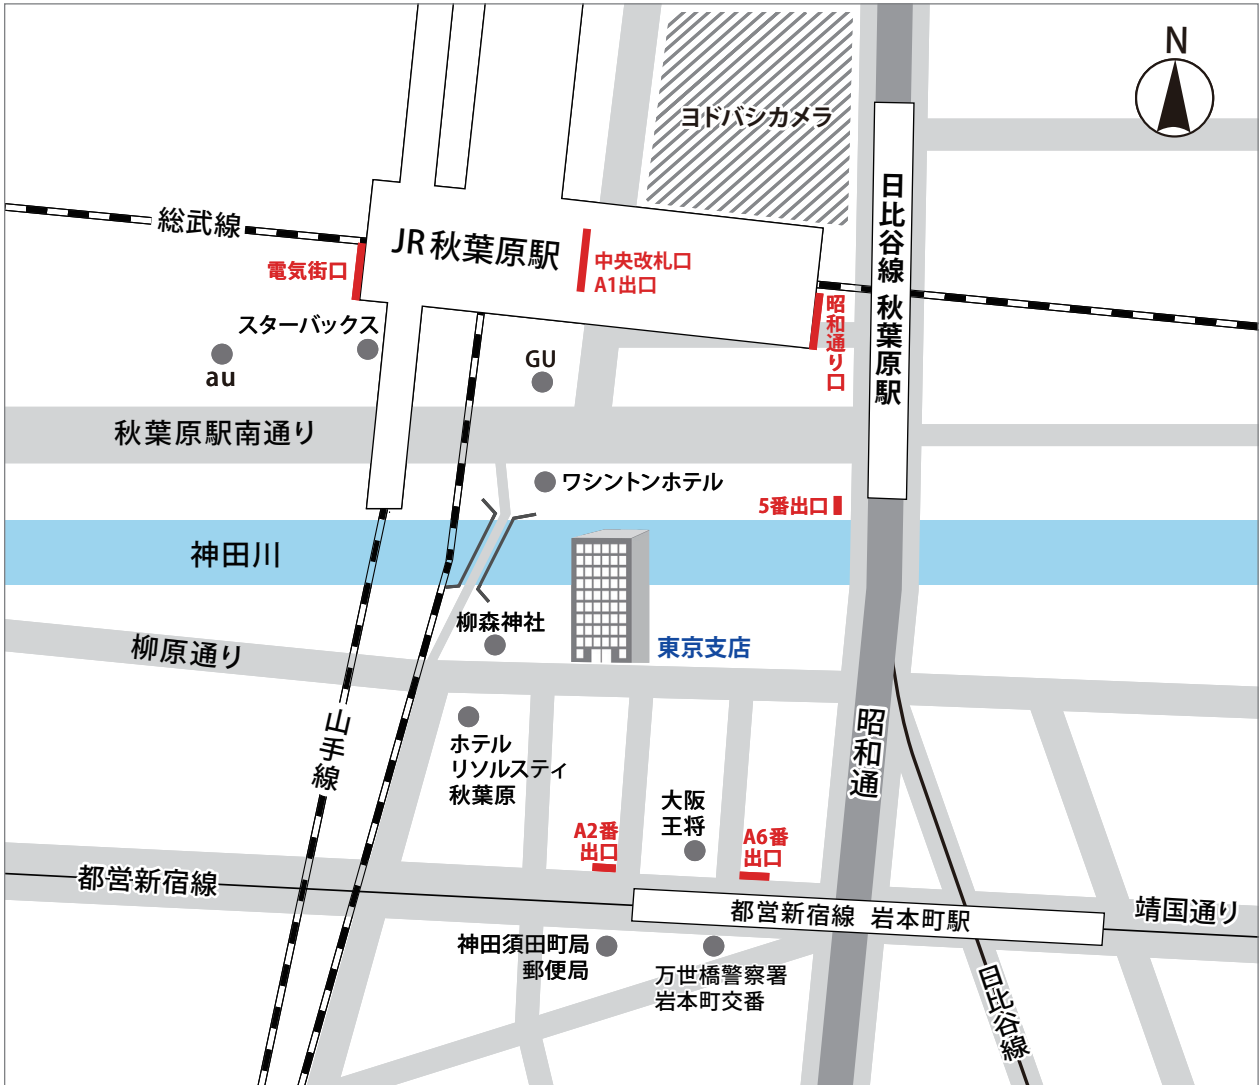 N
ヨドバシカメラ
日比谷線 秋葉原駅
総武線
JR秋葉原駅
電気街口
中央改札口
A1出口
昭和通り口
スターバックス
au
GU
秋葉原駅南通り
ワシントンホテル
5番出口
神田川
柳森神社
東京支店
柳原通り
山手線
ホテル
リソルスティ
秋葉原
昭和通
大阪
王将
A2番
出口
A6番
出口
都営新宿線
都営新宿線 岩本町駅
靖国通り
神田須田町局
郵便局
万世橋警察署
岩本町交番
日比谷線